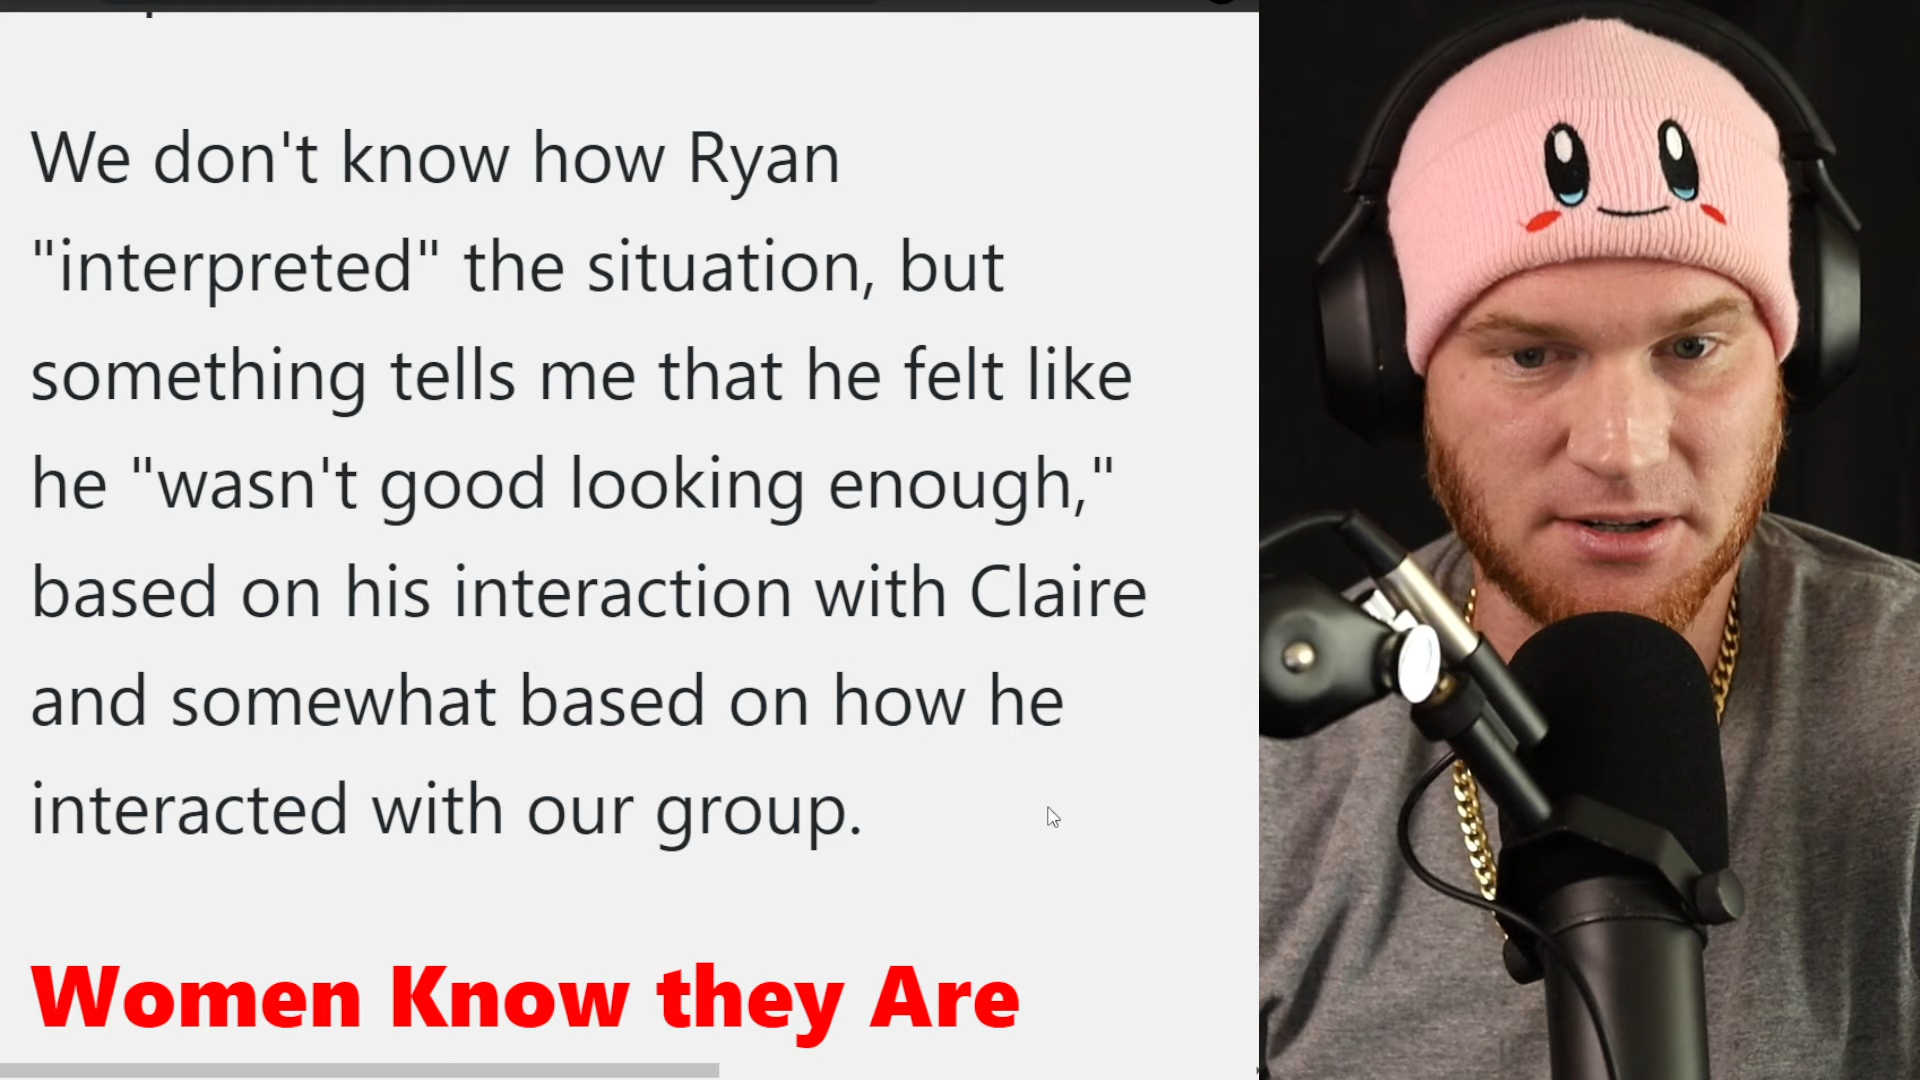 We don't know how Ryan
"interpreted" the situation, but
something tells me that he felt like
he "wasn't good looking enough,"
based on his interaction with Claire
and somewhat based on how he
interacted with our group.
Women Know they Are